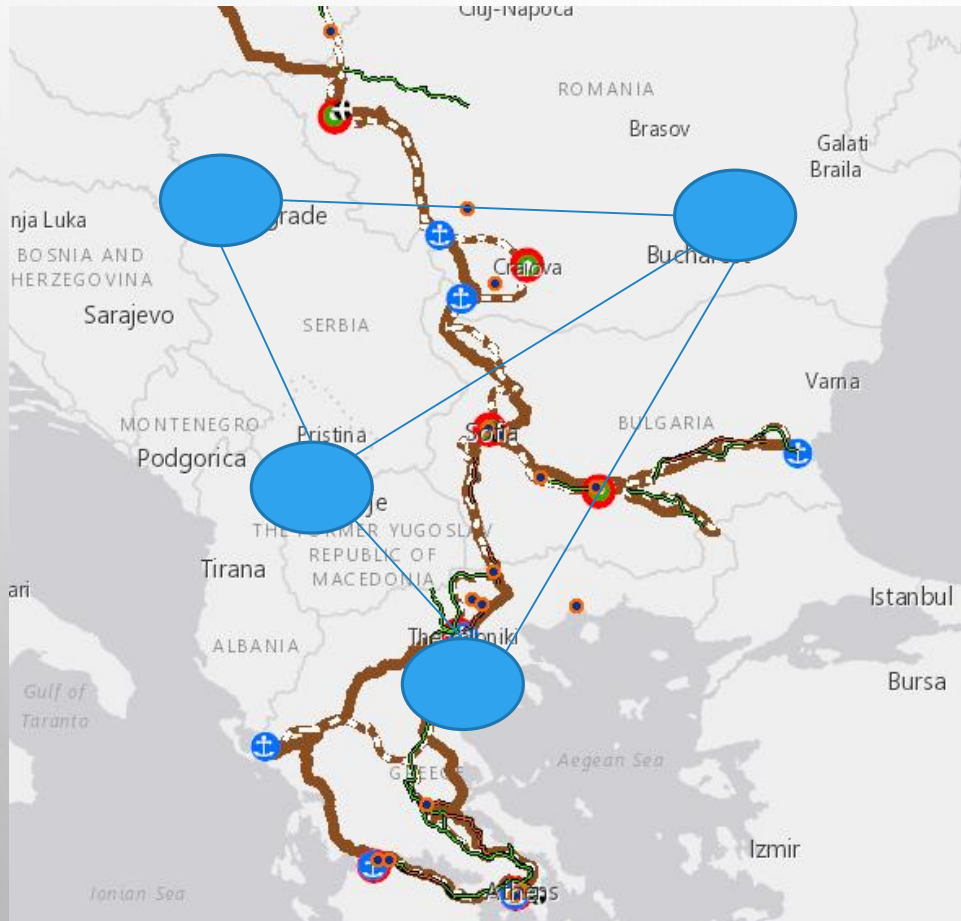 Cluj-Napoca
ROMANIA
Brasov
Galati
Braila
nja Luka
grade
BOSNIA AND
HERZEGOVINA
Bucharest
Craiova
Sarajevo
SERBIA
Varna
MONTENEGRO
BULGARIA
Pristina
Sofia
Podgorica
je
THE FORMER YUGOSLAV
REPUBLIC OF
MACEDONIA
Tirana
ari
Istanbul
Thessaloniki
ALBANIA
Bursa
Gulf of
Taranto
Aegean Sea
GREECE
Izmir
Athens
Ionian Sea